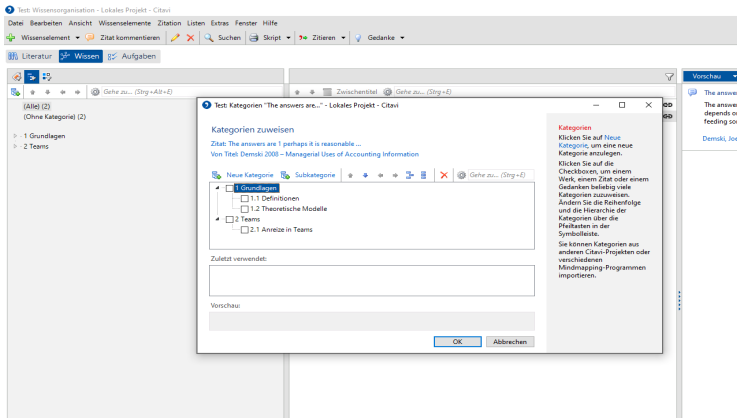 Test: Wissensorganisation - Lokales Projekt - Citavi
Datei Bearbeiten Ansicht Wissenselemente Zitation Listen Extras Fenster Hilfe
Wissenselement Zitat kommentieren Suchen Skript Zitieren Gedanke
Literatur Wissen Aufgaben
Vorschau
Gehe zu... (Strg+Alt+E)
Zwischentitel Gehe zu... (Strg+E)
(Alle) (2)
(Ohne Kategorie) (2)
1 Grundlagen
2 Teams
The answe
The answe
depends o
feeding so
Demski, Joe
Test: Kategorien "The answers are..." - Lokales Projekt - Citavi
Kategorien zuweisen
Zitat: The answers are 1 perhaps it is reasonable ...
Von Titel: Demski 2008 – Managerial Uses of Accounting Information
Neue Kategorie Subkategorie Gehe zu... (Strg+E)
1 Grundlagen
1.1 Definitionen
1.2 Theoretische Modelle
2 Teams
2.1 Anreize in Teams
Zuletzt verwendet:
Vorschau:
OK Abbrechen
Kategorien
Klicken Sie auf Neue
Kategorie, um eine neue
Kategorie anzulegen.
Klicken Sie auf die
Checkboxen, um einem
Werk, einem Zitat oder einem
Gedanken beliebig viele
Kategorien zuzuweisen.
Ändern Sie die Reihenfolge
und die Hierarchie der
Kategorien über die
Pfeiltasten in der
Symbolleiste.
Sie können Kategorien aus
anderen Citavi-Projekten oder
verschiedenen
Mindmapping-Programmen
importieren.